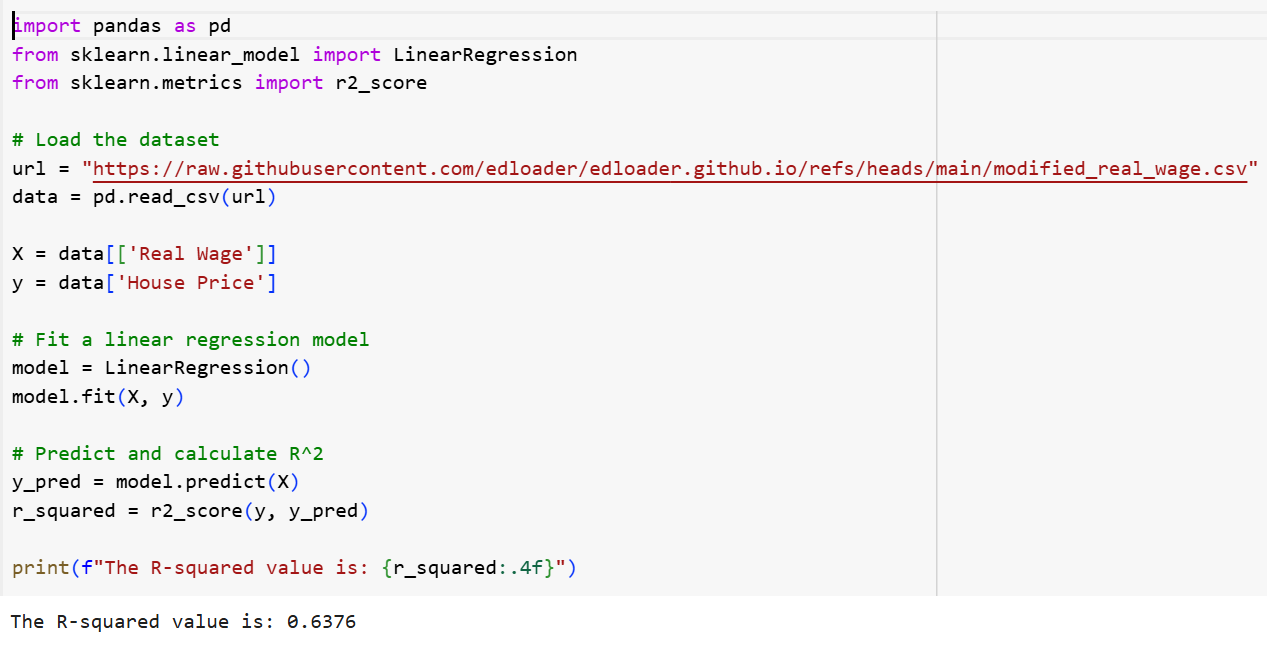 import pandas as pd
from sklearn.linear_model import LinearRegression
from sklearn.metrics import r2_score
# Load the dataset
url = "https://raw.githubusercontent.com/edloader/edloader.github.io/refs/heads/main/modified_real_wage.csv"
data = pd.read_csv(url)
X = data[['Real Wage']]
y = data['House Price']
# Fit a linear regression model
model = LinearRegression()
model.fit(X, y)
# Predict and calculate R^2
y_pred = model.predict(X)
r_squared = r2_score(y, y_pred)
print(f"The R-squared value is: {r_squared:.4f}")
The R-squared value is: 0.6376